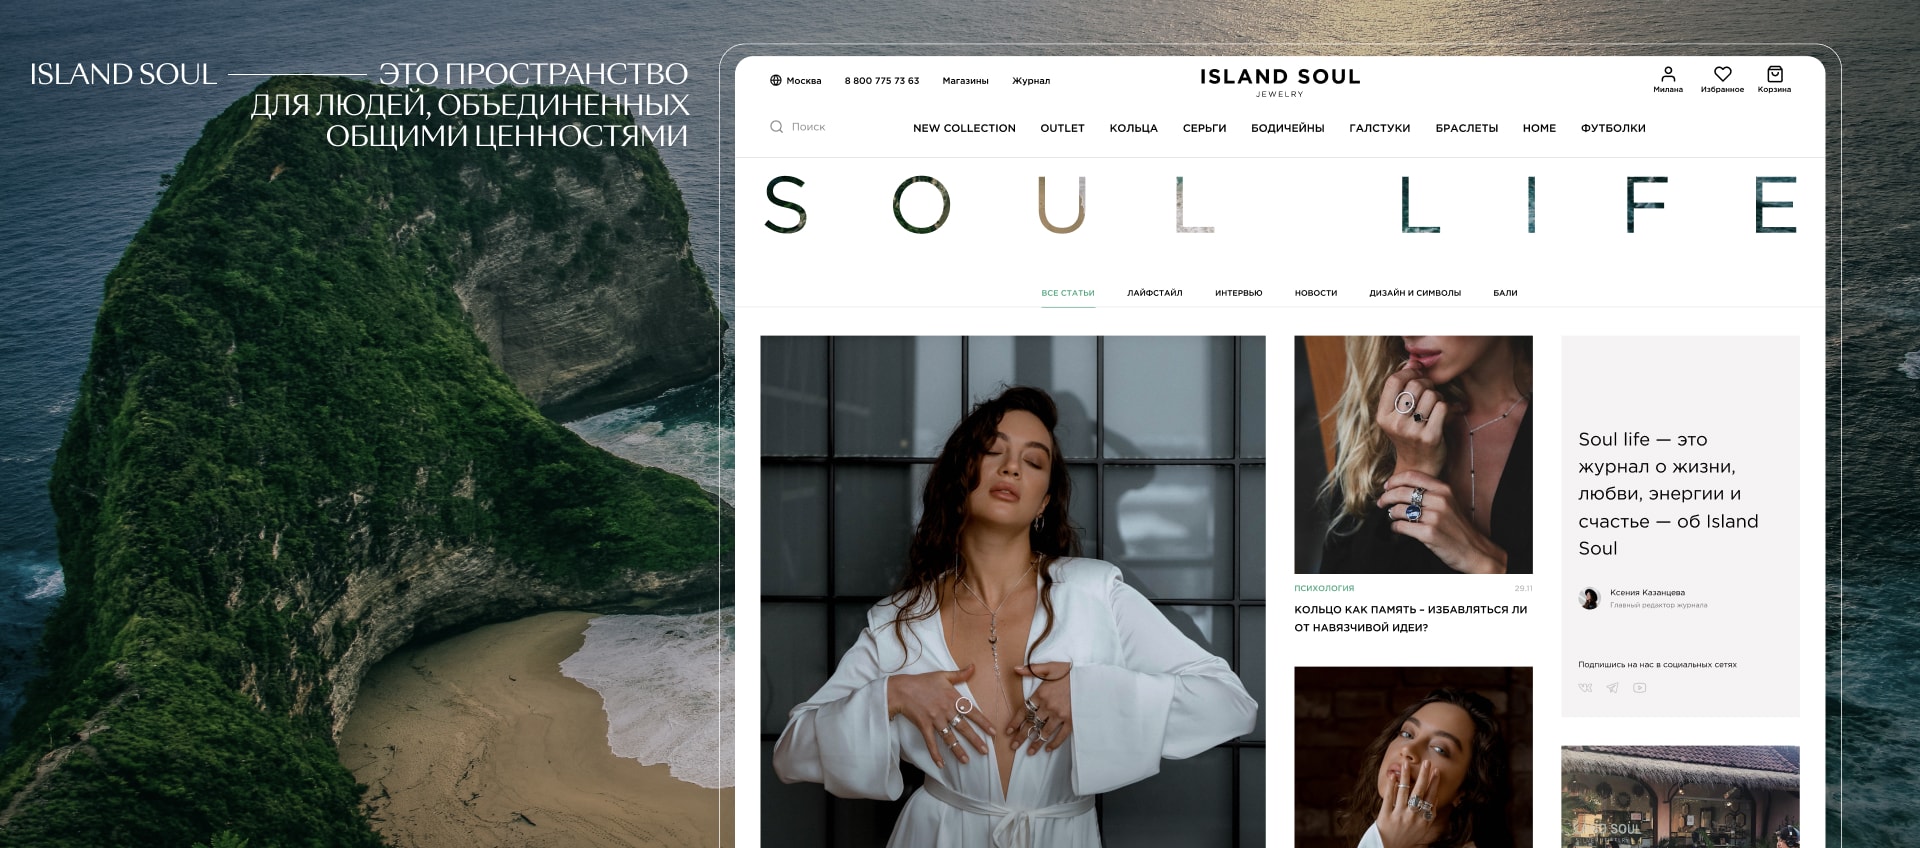 ISLAND SOUL ЭТО ПРОСТРАНСТВО
ДЛЯ ЛЮДЕЙ, ОБЪЕДИНЕННЫХ
ОБЩИМИ ЦЕННОСТЯМИ
Москва 8 800 775 73 63 Магазины Журнал
ISLAND SOUL
JEWELRY
Милана Избранное Корзина
Поиск
NEW COLLECTION OUTLET КОЛЬЦА СЕРЬГИ БОДИЧЕЙНЫ ГАЛСТУКИ БРАСЛЕТЫ HOME ФУТБОЛКИ
SOUL LIFE
ВСЕ СТАТЬИ ЛАЙФСТАЙЛ ИНТЕРВЬЮ НОВОСТИ ДИЗАЙН И СИМВОЛЫ БАЛИ
ПСИХОЛОГИЯ 29.11
КОЛЬЦО КАК ПАМЯТЬ – ИЗБАВЛЯТЬСЯ ЛИ
ОТ НАВЯЗЧИВОЙ ИДЕИ?
Soul life — это
журнал о жизни,
любви, энергии и
счастье — об Island
Soul
Ксения Казанцева
Главный редактор журнала
Подпишись на нас в социальных сетях
SOUL